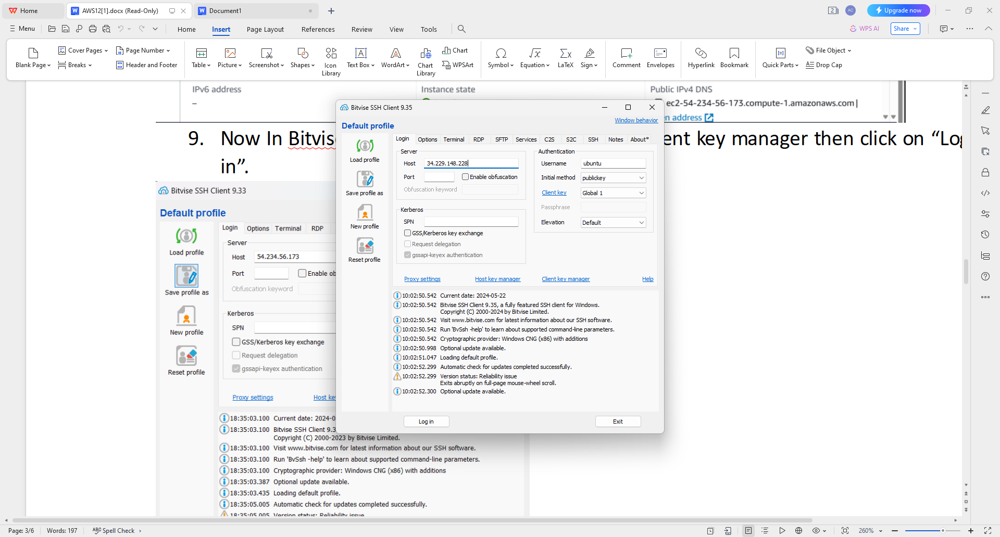 Home
AWS12[1].docx (Read-Only)
Document1
2
AC
Upgrade now
Menu
Home
Insert
Page Layout
References
Review
View
Tools
WPS AI
Share
Blank Page
Cover Pages
Breaks
Page Number
Header and Footer
Table
Picture
Screenshot
Shapes
Icon
Library
Text Box
WordArt
Chart
Library
Chart
WPSArt
Symbol
Equation
LaTeX
Sign
Comment
Envelopes
Hyperlink
Bookmark
Quick Parts
File Object
Drop Cap
IPv6 address
–
Instance state
Public IPv4 DNS
ec2-54-234-56-173.compute-1.amazonaws.com |
n address
9. Now In Bitvis
ent key manager then click on “Lo
in”.
Bitvise SSH Client 9.35
Window behavior
Default profile
Load profile
Save profile as
New profile
Reset profile
Login
Options
Terminal
RDP
SFTP
Services
C2S
S2C
SSH
Notes
About*
Server
Host
34.229.148.228
Port
Enable obfuscation
Obfuscation keyword
Kerberos
SPN
GSS/Kerberos key exchange
Request delegation
gssapi-keyex authentication
Authentication
Username
ubuntu
Initial method
publickey
Client key
Global 1
Passphrase
Elevation
Default
Proxy settings
Host key manager
Client key manager
Help
10:02:50.542 Current date: 2024-05-22
10:02:50.542 Bitvise SSH Client 9.35, a fully featured SSH client for Windows.
Copyright (C) 2000-2024 by Bitvise Limited.
10:02:50.542 Visit www.bitvise.com for latest information about our SSH software.
10:02:50.542 Run 'BvSsh -help' to learn about supported command-line parameters.
10:02:50.542 Cryptographic provider: Windows CNG (x86) with additions
10:02:50.998 Optional update available.
10:02:51.047 Loading default profile.
10:02:52.299 Automatic check for updates completed successfully.
10:02:52.299 Version status: Reliability issue
Exits abruptly on full-page mouse-wheel scroll.
10:02:52.300 Optional update available.
Log in
Exit
Bitvise SSH Client 9.33
Default profile
Load profile
Save profile as
New profile
Reset profile
Login
Options
Terminal
RDP
Server
Host
54.234.56.173
Port
Enable ob
Obfuscation keyword
Kerberos
SPN
GSS/Kerberos key exchange
Request delegation
gssapi-keyex authentication
Proxy settings
Host ke
18:35:03.100 Current date: 2024-0
18:35:03.100 Bitvise SSH Client 9.3
Copyright (C) 2000-2023 by Bitvise Limited.
18:35:03.100 Visit www.bitvise.com for latest information about our SSH software.
18:35:03.100 Run 'BvSsh -help' to learn about supported command-line parameters.
18:35:03.100 Cryptographic provider: Windows CNG (x86) with additions
18:35:03.387 Optional update available.
18:35:03.435 Loading default profile.
18:35:05.005 Automatic check for updates completed successfully.
18:35:05.005 Version status: Reliability issue
Page: 3/6
Words: 197
Spell Check
260%